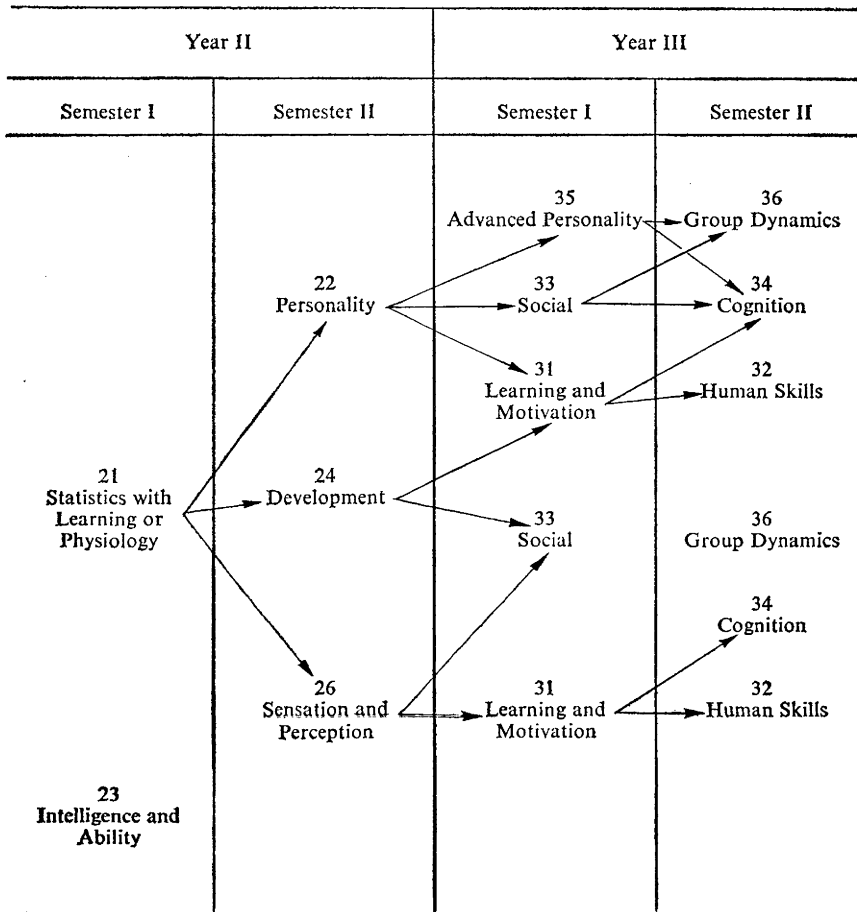 Year II
Year III
Semester I
Semester II
Semester I
Semester II
35
Advanced Personality
36
Group Dynamics
22
Personality
33
Social
34
Cognition
31
Learning and
Motivation
32
Human Skills
21
Statistics with
Learning or
Physiology
24
Development
33
Social
36
Group Dynamics
34
Cognition
26
Sensation and
Perception
31
Learning and
Motivation
32
Human Skills
23
Intelligence and
Ability